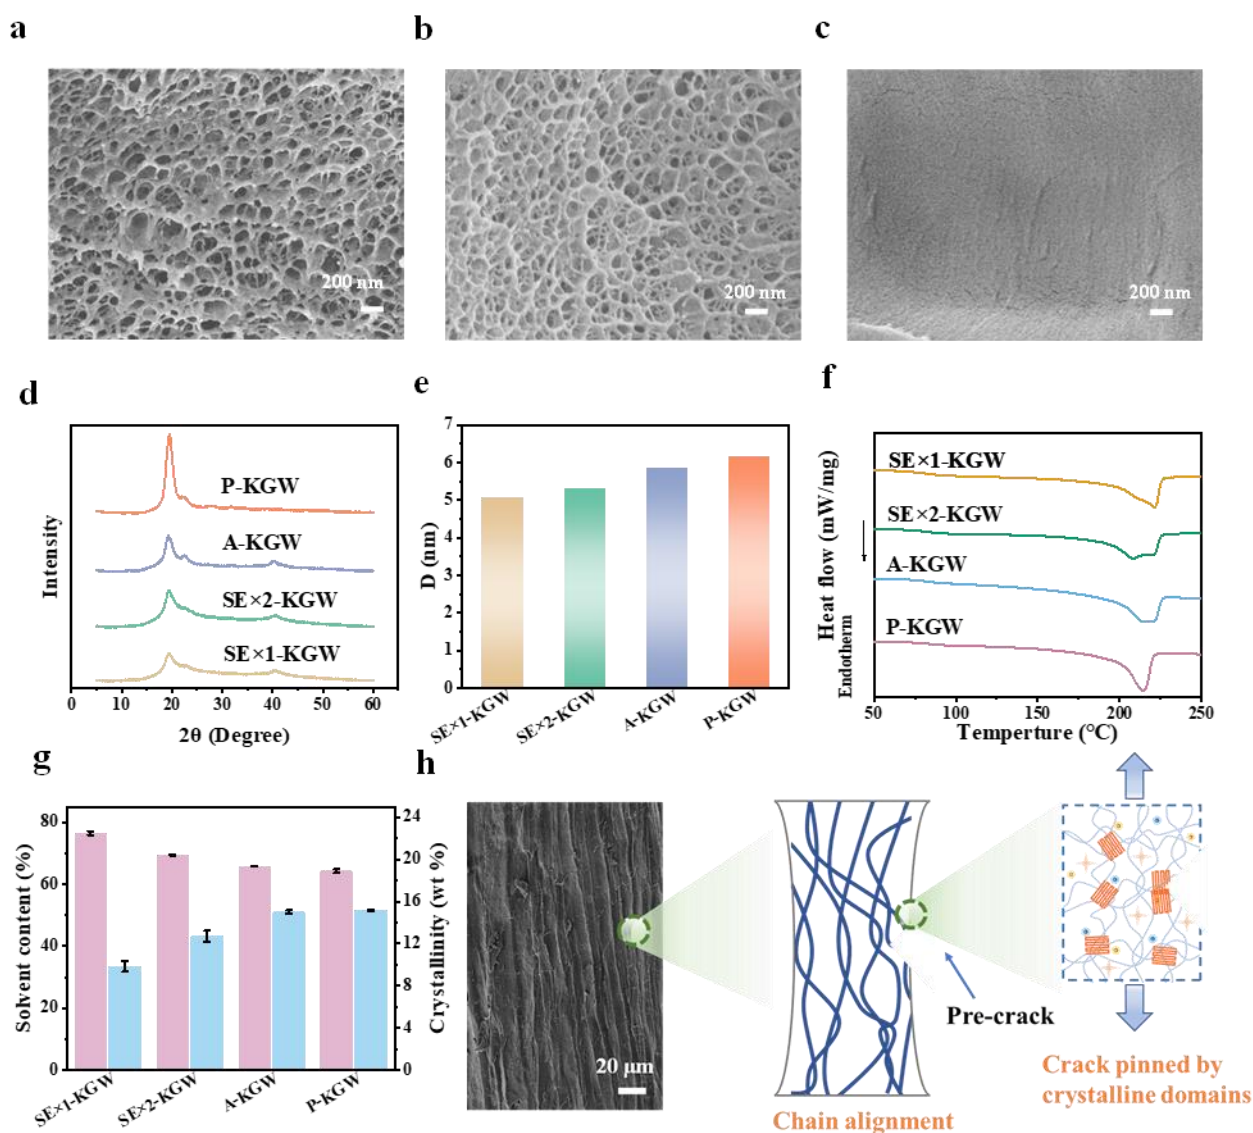 a
b
c
200 nm
200 nm
200 nm
d
e
f
Intensity
P-KGW
A-KGW
SE×2-KGW
SE×1-KGW
0 10 20 30 40 50 60
2θ (Degree)
D (nm)
7
6
5
4
3
2
1
0
SE×1-KGW
SE×2-KGW
A-KGW
P-KGW
Heat flow (mW/mg)
Endotherm
SE×1-KGW
SE×2-KGW
A-KGW
P-KGW
50 100 150 200 250
Temperture (°C)
g
h
Solvent content (%)
80
60
40
20
0
Crystallinity (wt %)
24
20
16
12
8
4
0
SE×1-KGW
SE×2-KGW
A-KGW
P-KGW
20 μm
Pre-crack
Chain alignment
Crack pinned by
crystalline domains